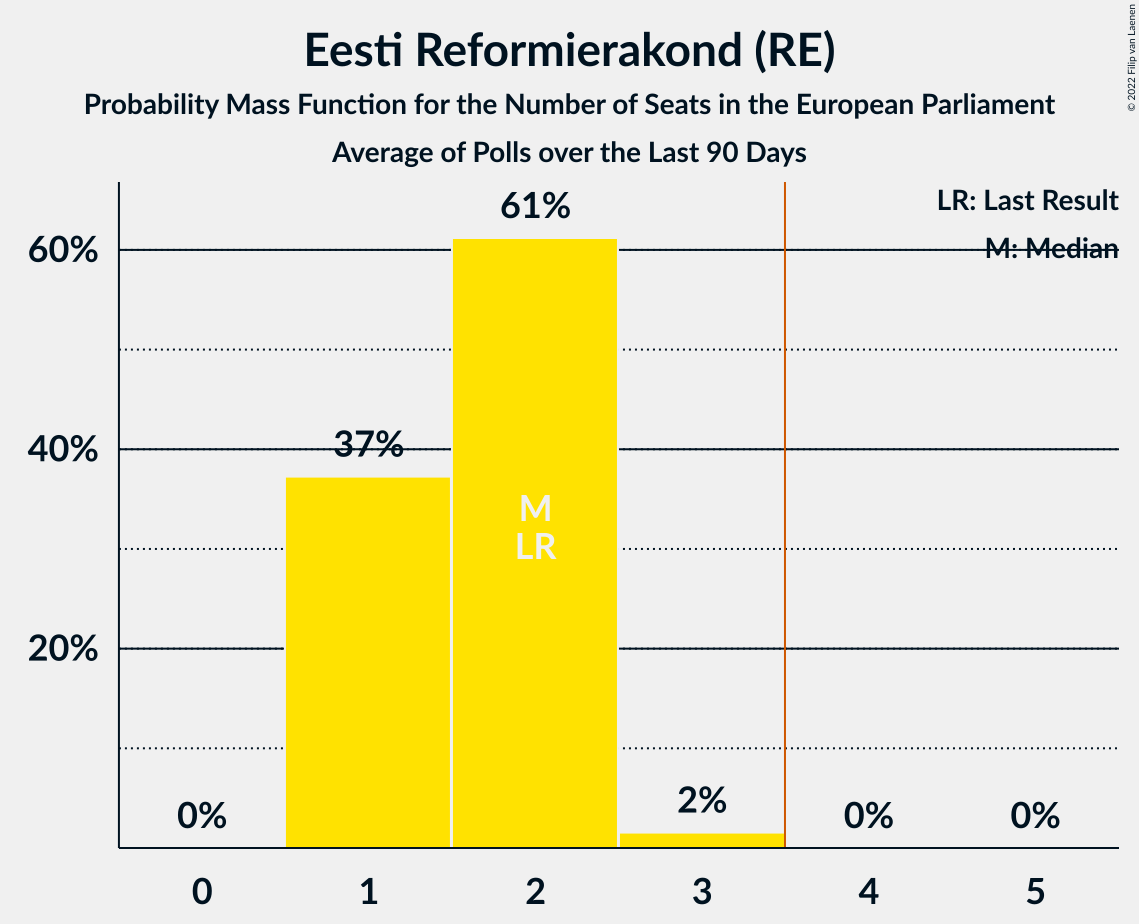 Eesti Reformierakond (RE)
Probability Mass Function for the Number of Seats in the European Parliament
Average of Polls over the Last 90 Days
© 2022 Filip van Laenen
LR: Last Result
M: Median
61%
60%
37%
40%
M
LR
20%
0%
2%
0%
0%
0 1 2 3 4 5